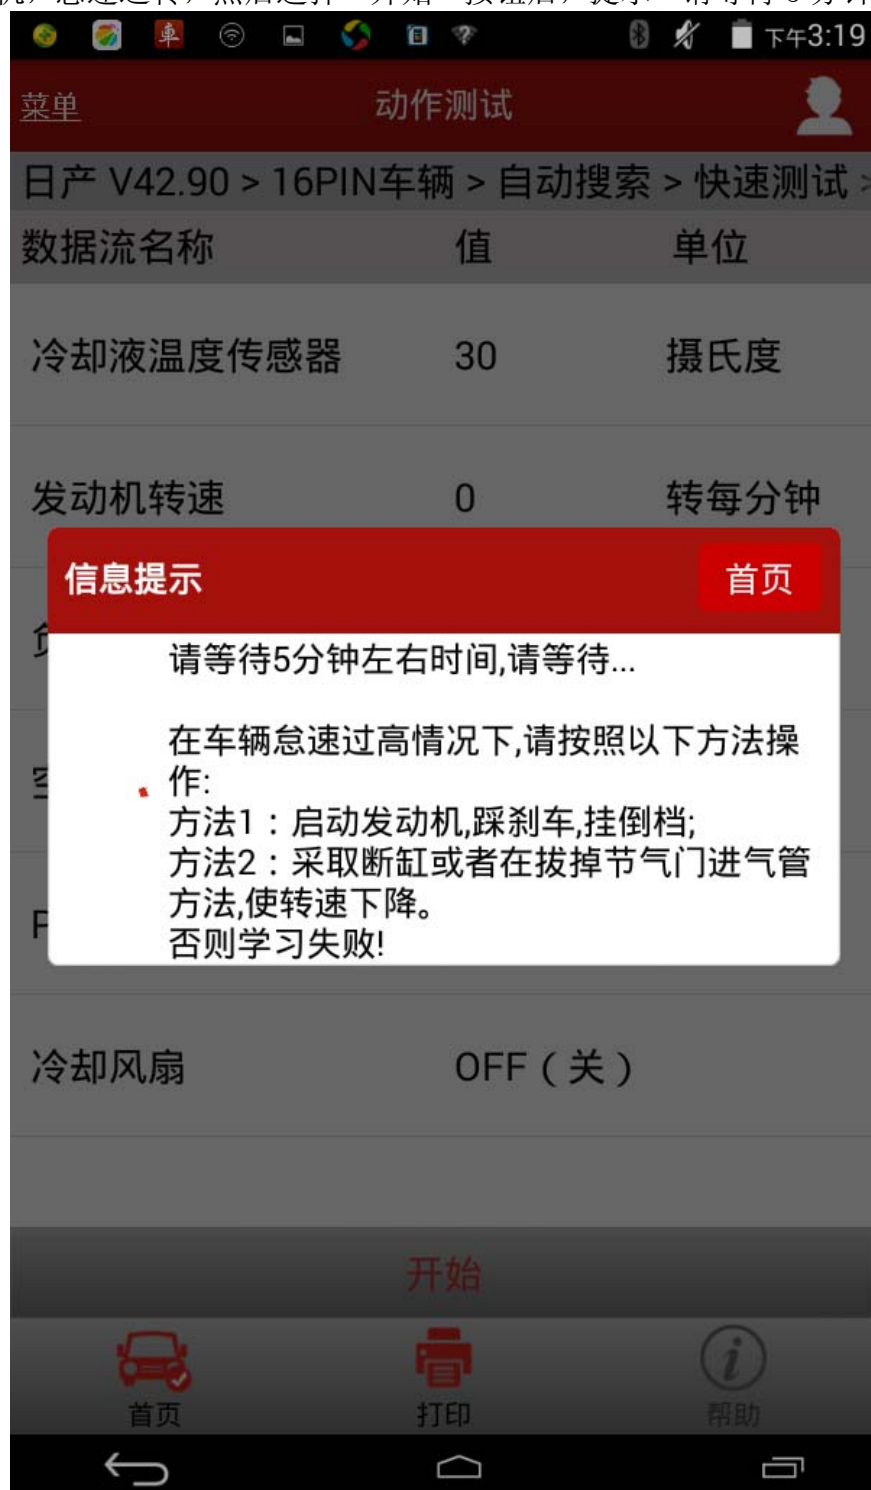 下午3:19
菜单
动作测试
日产 V42.90 > 16PIN车辆 > 自动搜索 > 快速测试 >
数据流名称 值 单位
冷却液温度传感器 30 摄氏度
发动机转速 0 转每分钟
信息提示
首页
请等待5分钟左右时间,请等待...
在车辆怠速过高情况下,请按照以下方法操
作:
方法1：启动发动机,踩刹车,挂倒档;
方法2：采取断缸或者在拔掉节气门进气管
方法,使转速下降。
否则学习失败!
冷却风扇 OFF（关）
开始
首页 打印 帮助